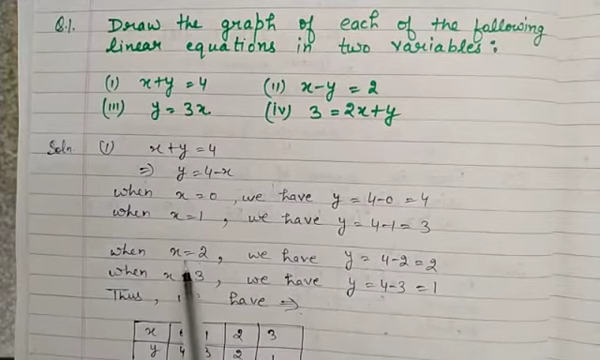 Q.1. Draw the graph of each of the following
linear equations in two variables:
(i) x+y=4 (ii) x-y=2
(iii) y=3x (iv) 3=2x+y
Soln. (i) x+y=4
=) y=4-x
when x=0, we have y=4-0=4
when x=1, we have y=4-1=3
when x=2, we have y=4-2=2
when x 3, we have y=4-3=1
Thus, have =)
x 1 2 3
y 4 3 2 1